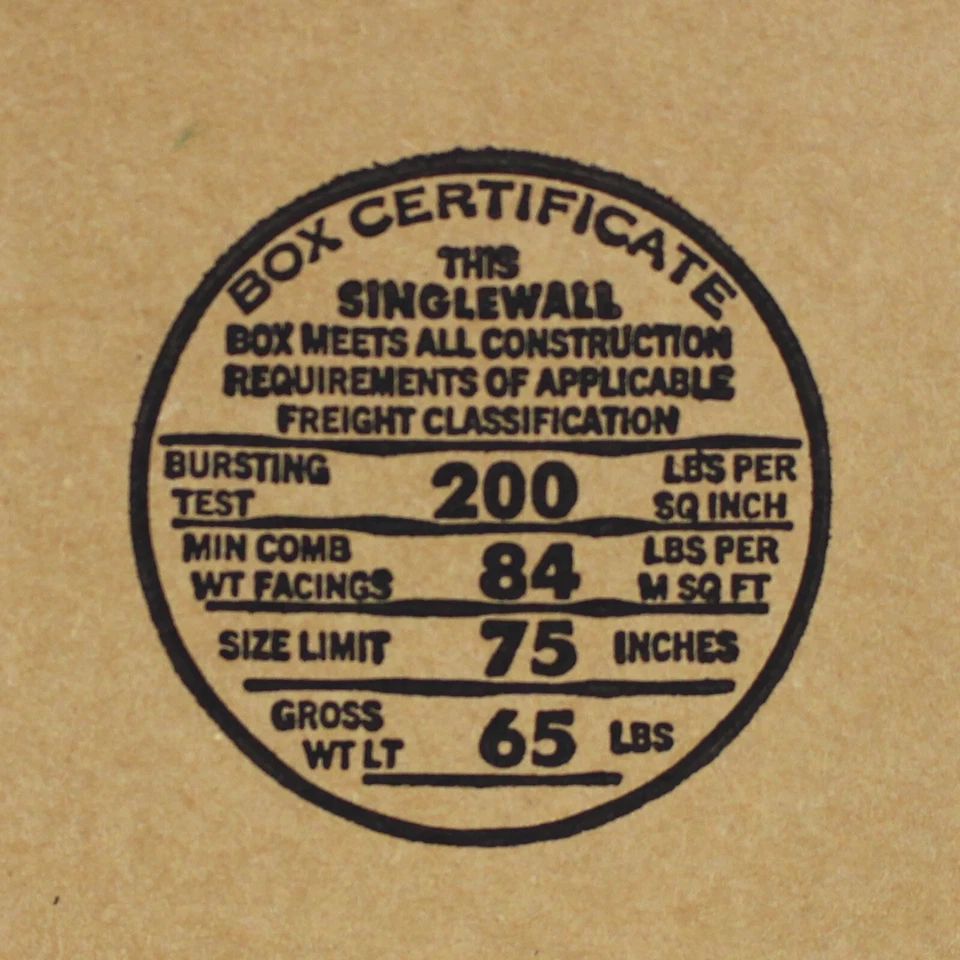 BOX CERTIFICATE
THIS
SINGLEWALL
BOX MEETS ALL CONSTRUCTION
REQUIREMENTS OF APPLICABLE
FREIGHT CLASSIFICATION
BURSTING TEST 200 LBS PER SQ INCH
MIN COMB WT FACINGS 84 LBS PER M SQ FT
SIZE LIMIT 75 INCHES
GROSS WT LT 65 LBS